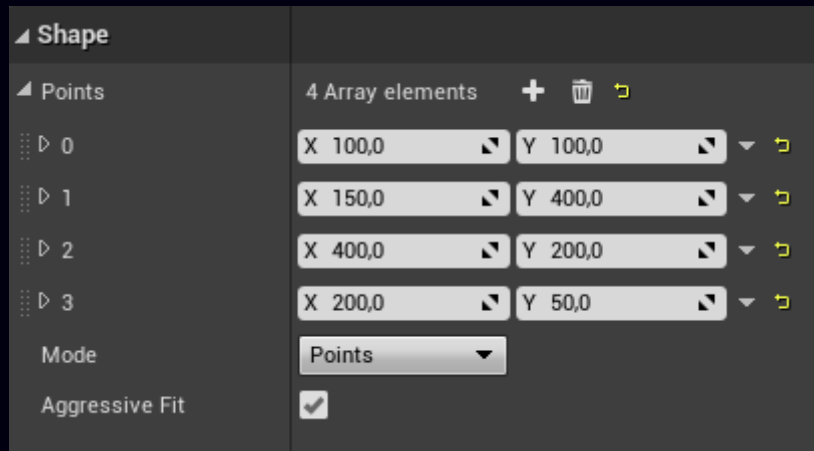 Shape
Points 4 Array elements
0 X 100,0 Y 100,0
1 X 150,0 Y 400,0
2 X 400,0 Y 200,0
3 X 200,0 Y 50,0
Mode Points
Aggressive Fit